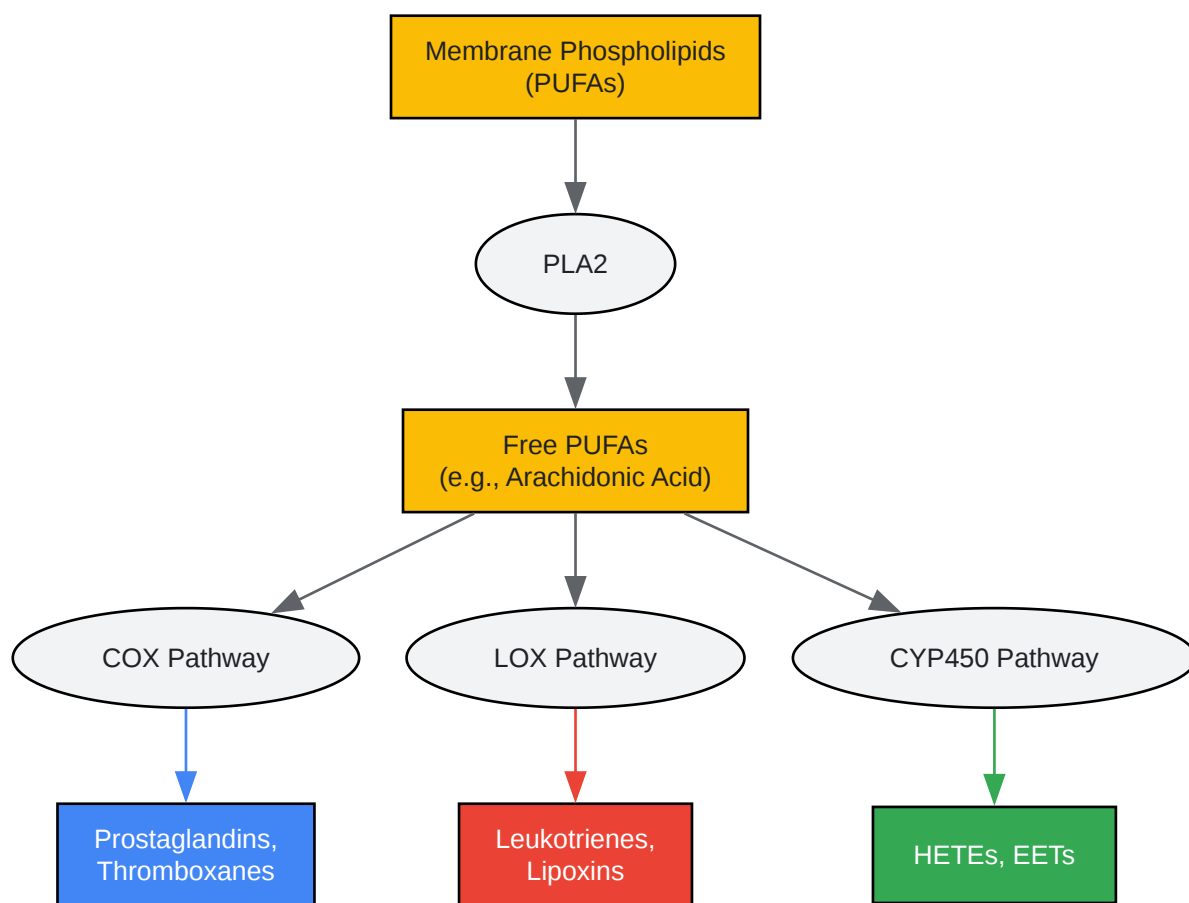 Membrane Phospholipids
(PUFAs)
PLA2
Free PUFAs
(e.g., Arachidonic Acid)
COX Pathway
LOX Pathway
CYP450 Pathway
Prostaglandins,
Thromboxanes
Leukotrienes,
Lipoxins
HETEs, EETs